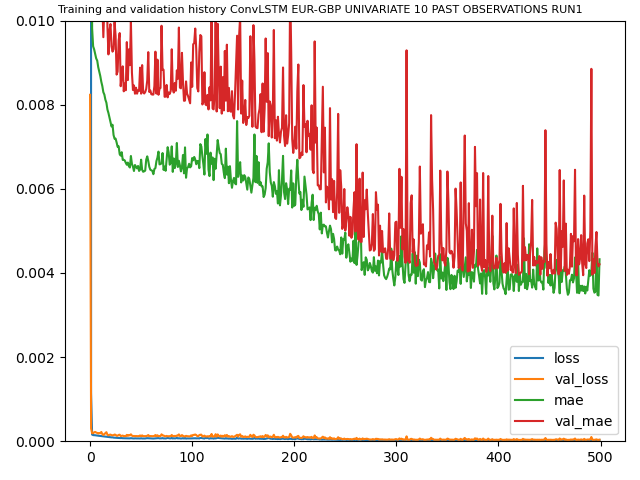 Training and validation history ConvLSTM EUR-GBP UNIVARIATE 10 PAST OBSERVATIONS RUN1
0.010
0.008
0.006
0.004
0.002
0.000
0
100
200
300
400
500
loss
val_loss
mae
val_mae